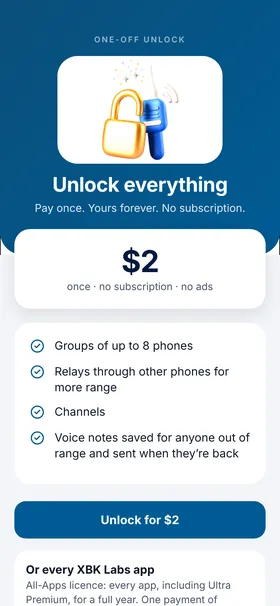 ONE-OFF UNLOCK
Unlock everything
Pay once. Yours forever. No subscription.
$2
once · no subscription · no ads
Groups of up to 8 phones
Relays through other phones for
more range
Channels
Voice notes saved for anyone out of
range and sent when they’re back
Unlock for $2
Or every XBK Labs app
All-Apps licence: every app, including Ultra
Premium, for a full year. One payment of